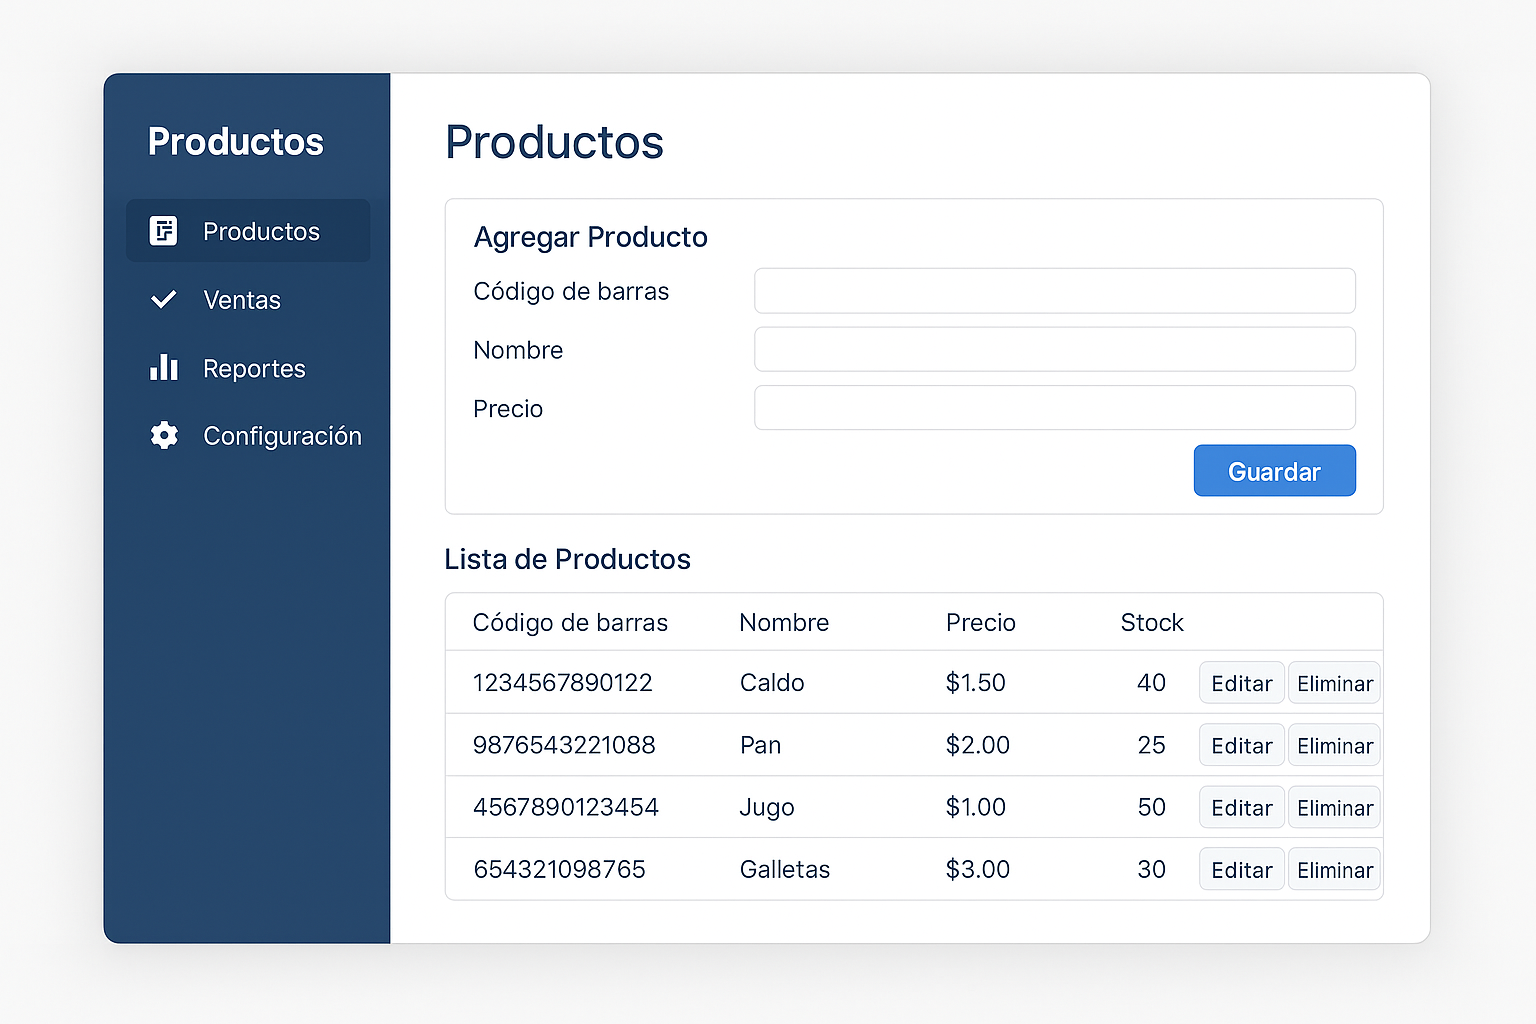 Productos
Productos
Ventas
Reportes
Configuración
Productos
Agregar Producto
Código de barras
Nombre
Precio
Guardar
Lista de Productos
Código de barras Nombre Precio Stock
1234567890122 Caldo $1.50 40 Editar Eliminar
9876543221088 Pan $2.00 25 Editar Eliminar
4567890123454 Jugo $1.00 50 Editar Eliminar
654321098765 Galletas $3.00 30 Editar Eliminar